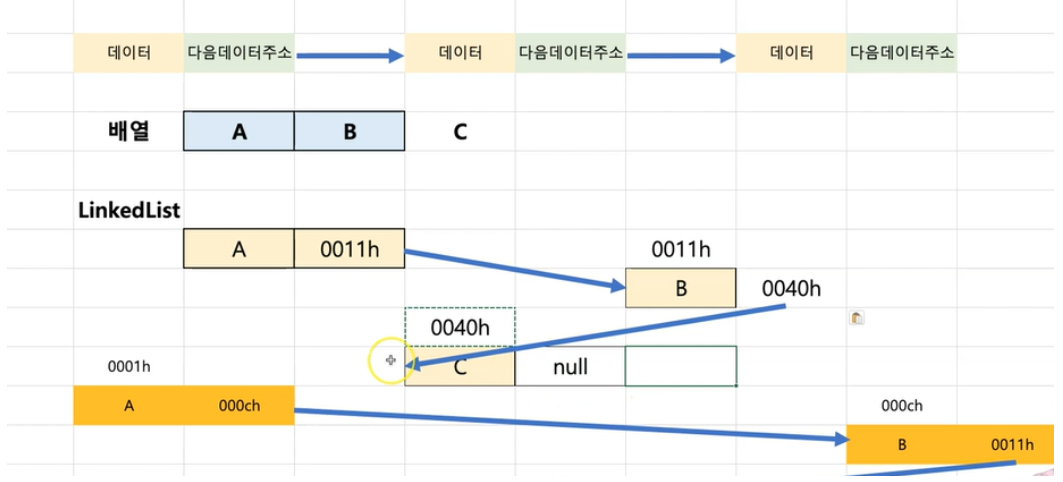 데이터 다음데이터주소 데이터 다음데이터주소 데이터 다음데이터주소
배열 A B C
LinkedList
A 0011h 0011h
B 0040h
0040h
C null
0001h
A 000ch 000ch
B 0011h